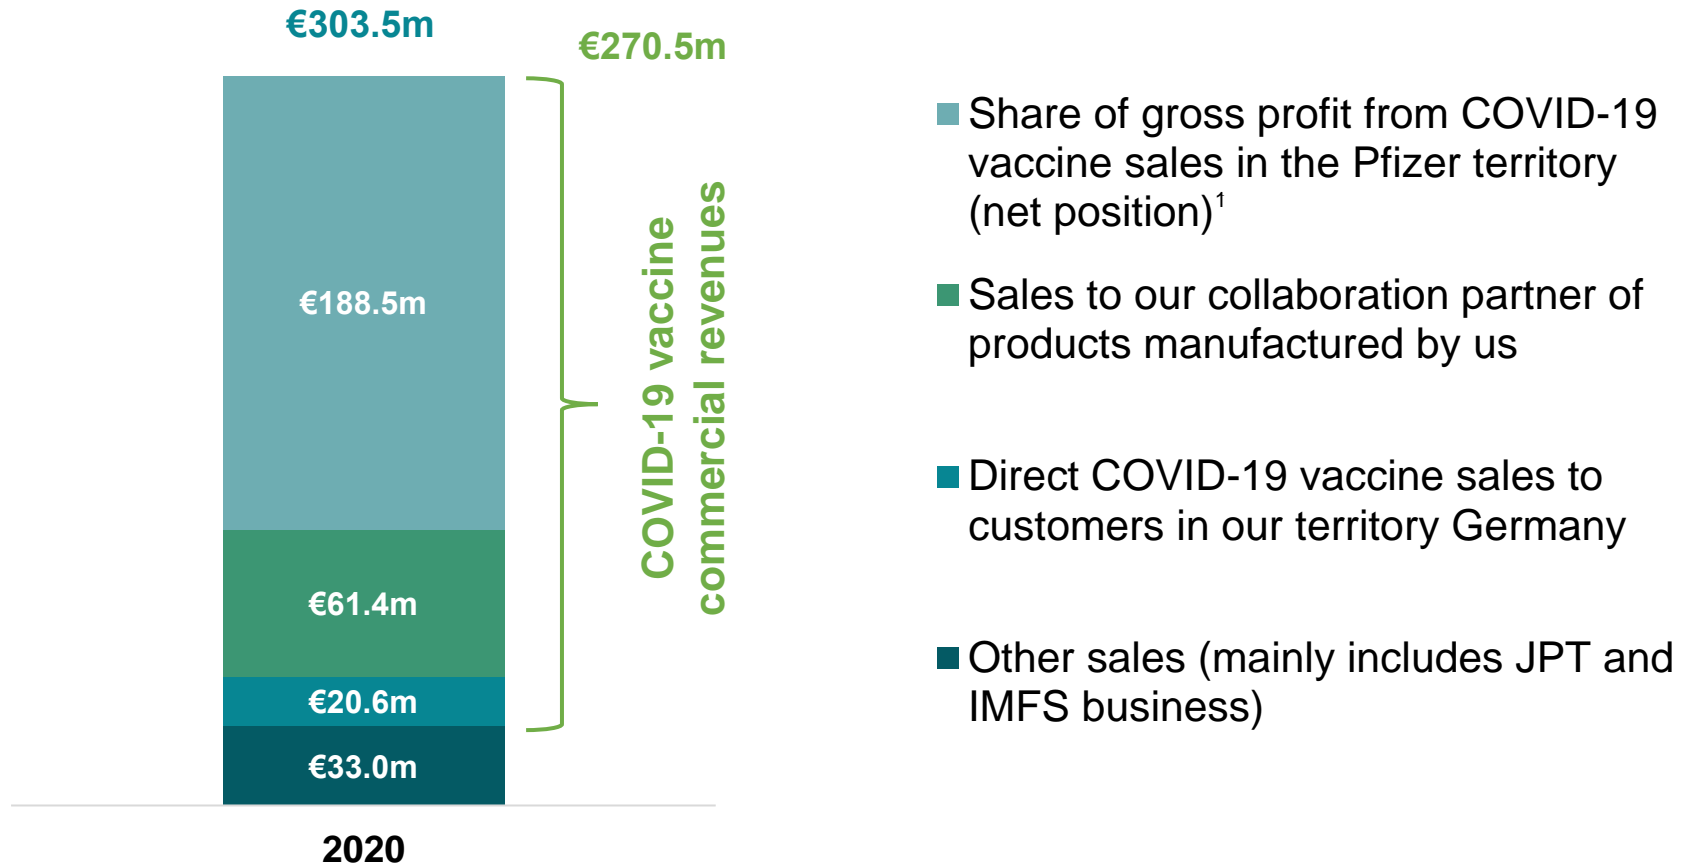 €303.5m
€270.5m
€188.5m
€61.4m
€20.6m
€33.0m
2020
COVID-19 vaccine
commercial revenues
Share of gross profit from COVID-19
vaccine sales in the Pfizer territory
(net position)¹
Sales to our collaboration partner of
products manufactured by us
Direct COVID-19 vaccine sales to
customers in our territory Germany
Other sales (mainly includes JPT and
IMFS business)